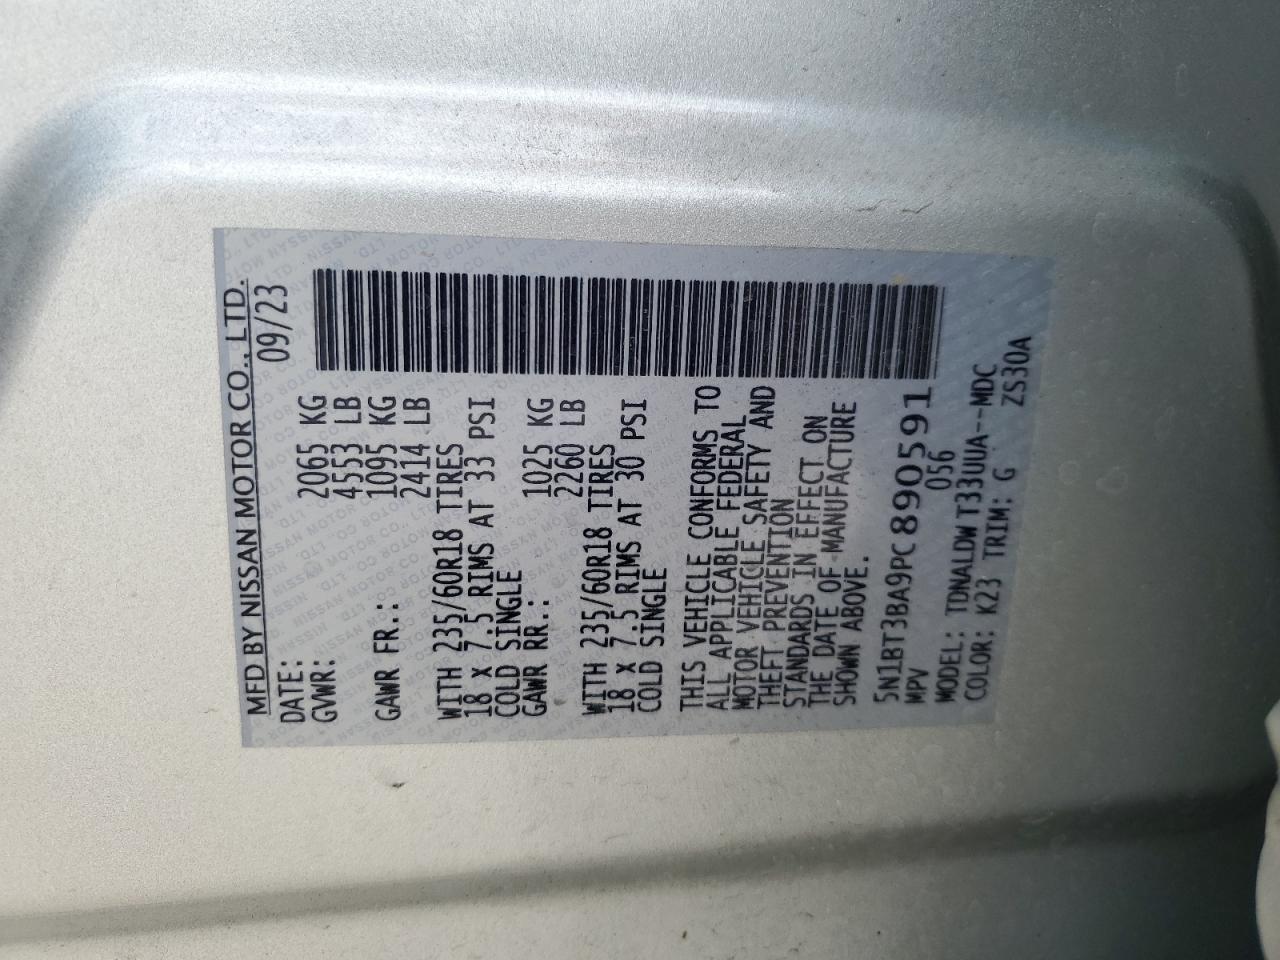 MFD BY NISSAN MOTOR CO., LTD.
DATE: 09/23
GVWR: 2065 KG
4553 LB
GAWR FR.: 1095 KG
2414 LB
WITH 235/60R18 TIRES
18 X 7.5 RIMS AT 33 PSI
COLD SINGLE
GAWR RR.: 1025 KG
2260 LB
WITH 235/60R18 TIRES
18 X 7.5 RIMS AT 30 PSI
COLD SINGLE
THIS VEHICLE CONFORMS TO
ALL APPLICABLE FEDERAL
MOTOR VEHICLE SAFETY AND
THEFT PREVENTION
STANDARDS IN EFFECT ON
THE DATE OF MANUFACTURE
SHOWN ABOVE.
5N1BT3BA9PC890591
MPV 056
MODEL: TDNALDW T33UUA--MDC
COLOR: K23 TRIM: G ZS30A